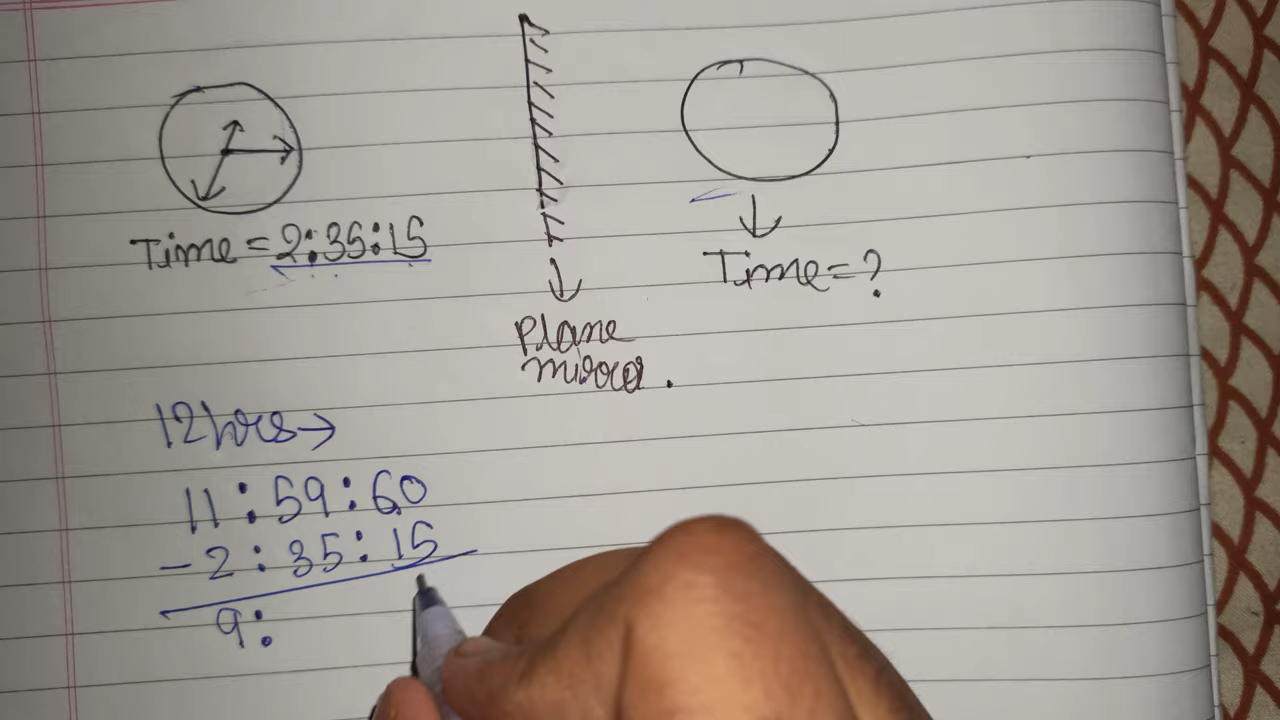 Time = 2:35:15
Time = ?
Plane
mirror.
12hrs→
11:59:60
- 2:35:15
9: